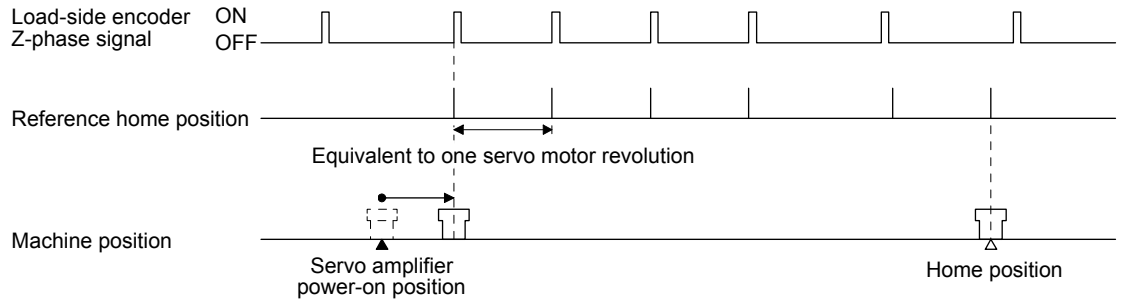 Load-side encoder ON
Z-phase signal OFF
Reference home position
Equivalent to one servo motor revolution
Machine position
Servo amplifier
power-on position
Home position